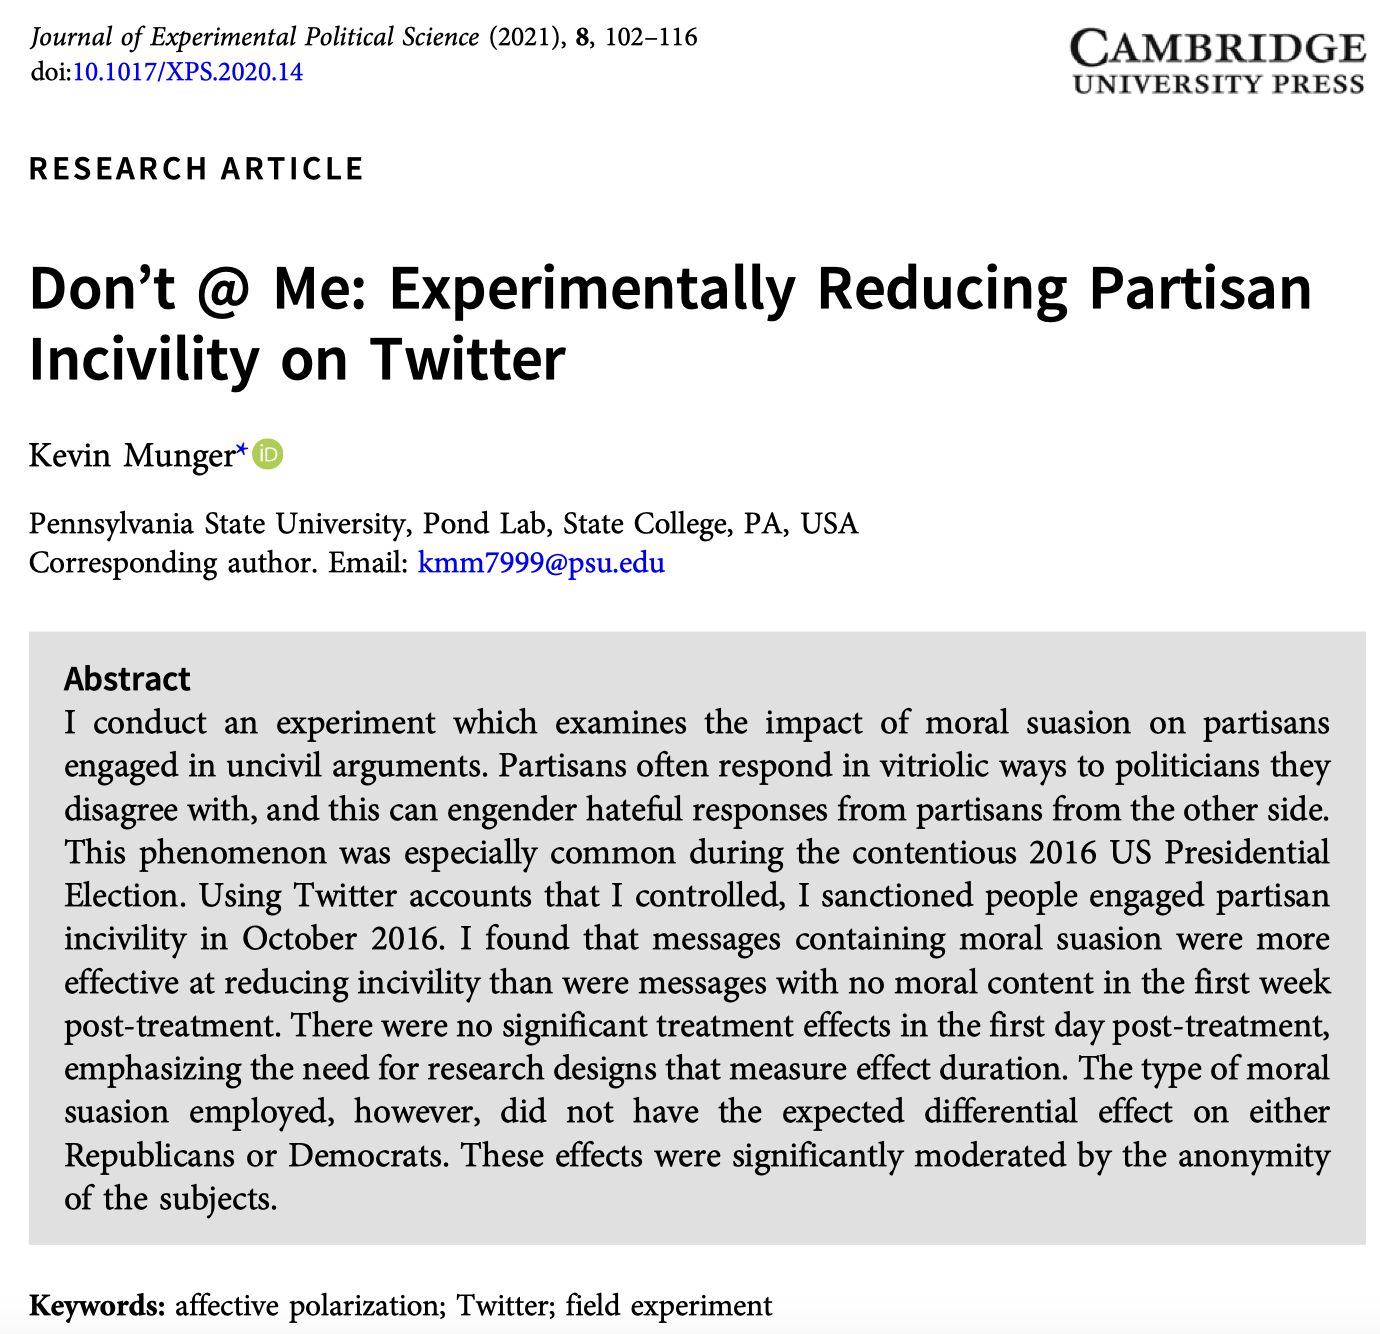 Journal of Experimental Political Science (2021), 8, 102–116
doi:10.1017/XPS.2020.14
CAMBRIDGE
UNIVERSITY PRESS
RESEARCH ARTICLE
Don’t @ Me: Experimentally Reducing Partisan
Incivility on Twitter
Kevin Munger* iD
Pennsylvania State University, Pond Lab, State College, PA, USA
Corresponding author. Email: kmm7999@psu.edu
Abstract
I conduct an experiment which examines the impact of moral suasion on partisans
engaged in uncivil arguments. Partisans often respond in vitriolic ways to politicians they
disagree with, and this can engender hateful responses from partisans from the other side.
This phenomenon was especially common during the contentious 2016 US Presidential
Election. Using Twitter accounts that I controlled, I sanctioned people engaged partisan
incivility in October 2016. I found that messages containing moral suasion were more
effective at reducing incivility than were messages with no moral content in the first week
post-treatment. There were no significant treatment effects in the first day post-treatment,
emphasizing the need for research designs that measure effect duration. The type of moral
suasion employed, however, did not have the expected differential effect on either
Republicans or Democrats. These effects were significantly moderated by the anonymity
of the subjects.
Keywords: affective polarization; Twitter; field experiment